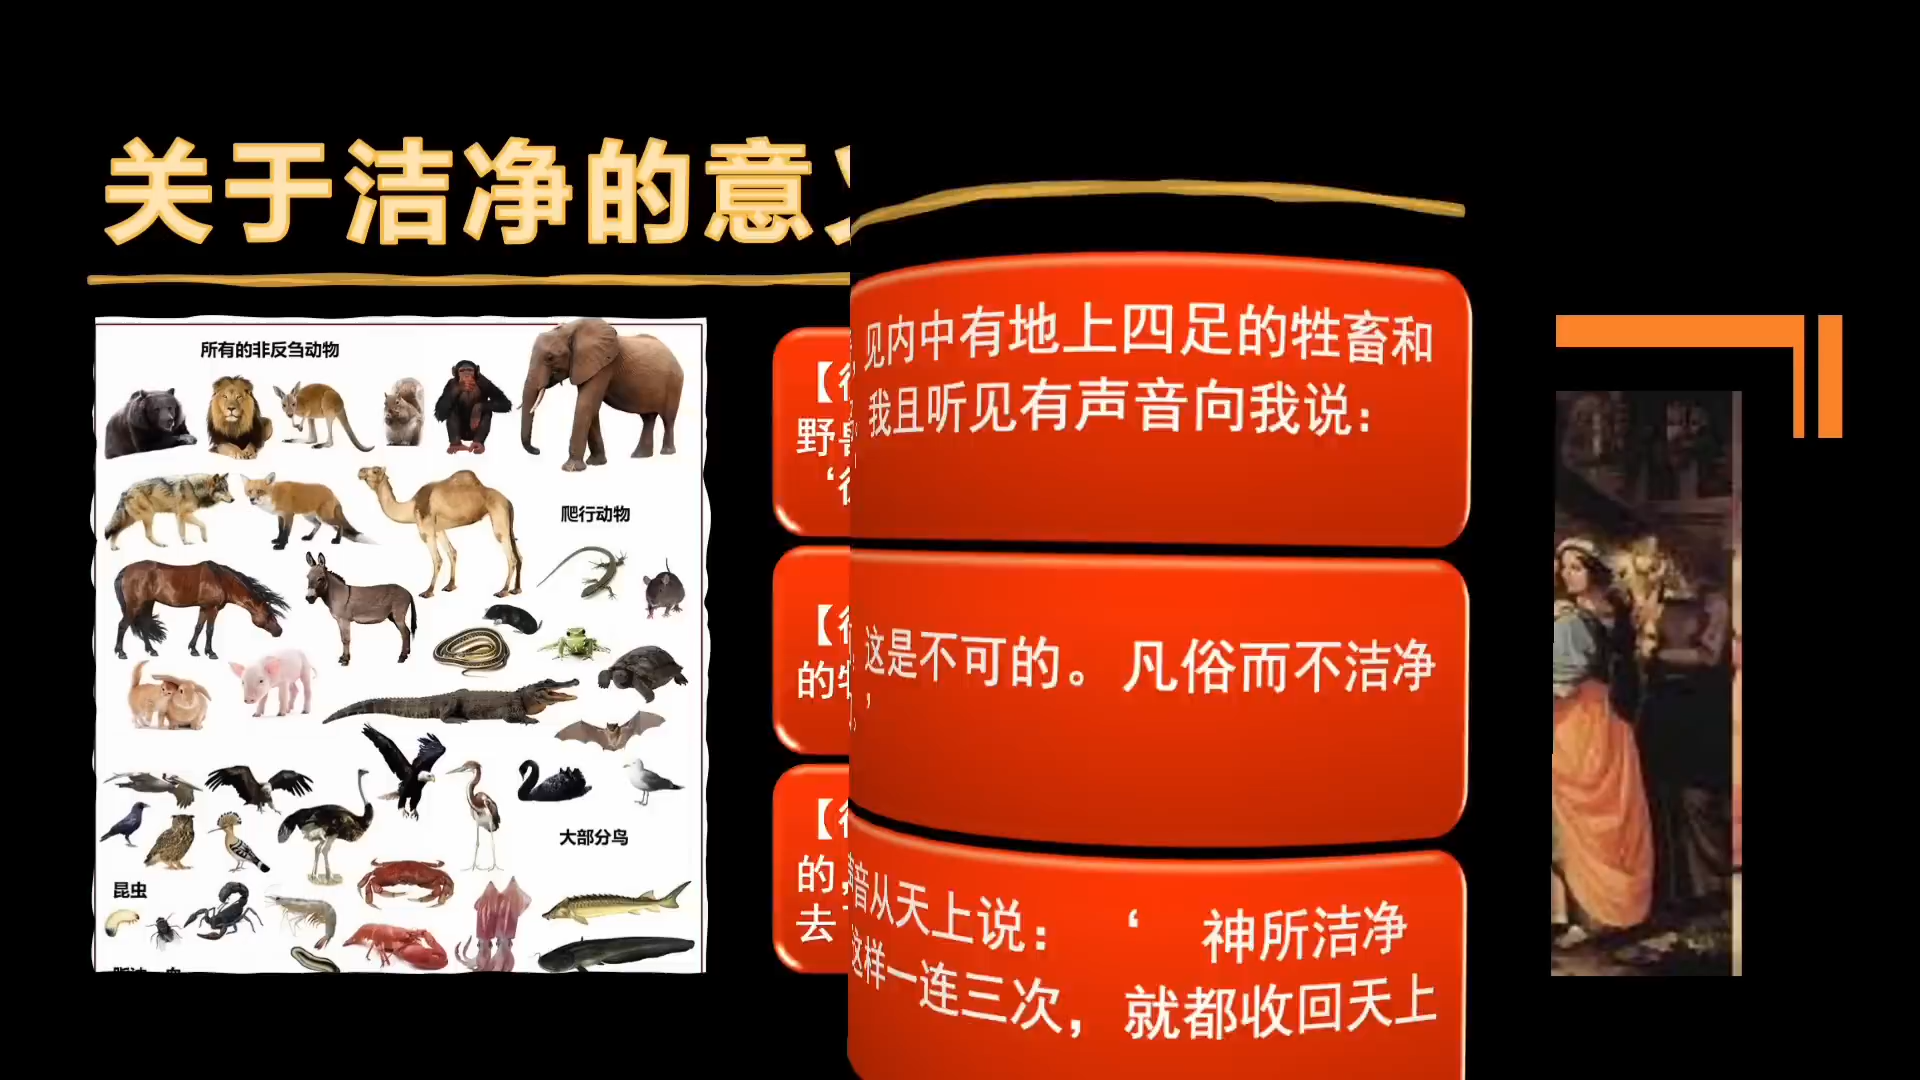 关于洁净的意
所有的非反刍动物
爬行动物
大部分鸟
昆虫
【
野
‘
【
的
【
的,
去
见内中有地上四足的牲畜和
我且听见有声音向我说：
这是不可的。凡俗而不洁净
，
音从天上说：‘ 神所洁净
这样一连三次，就都收回天上